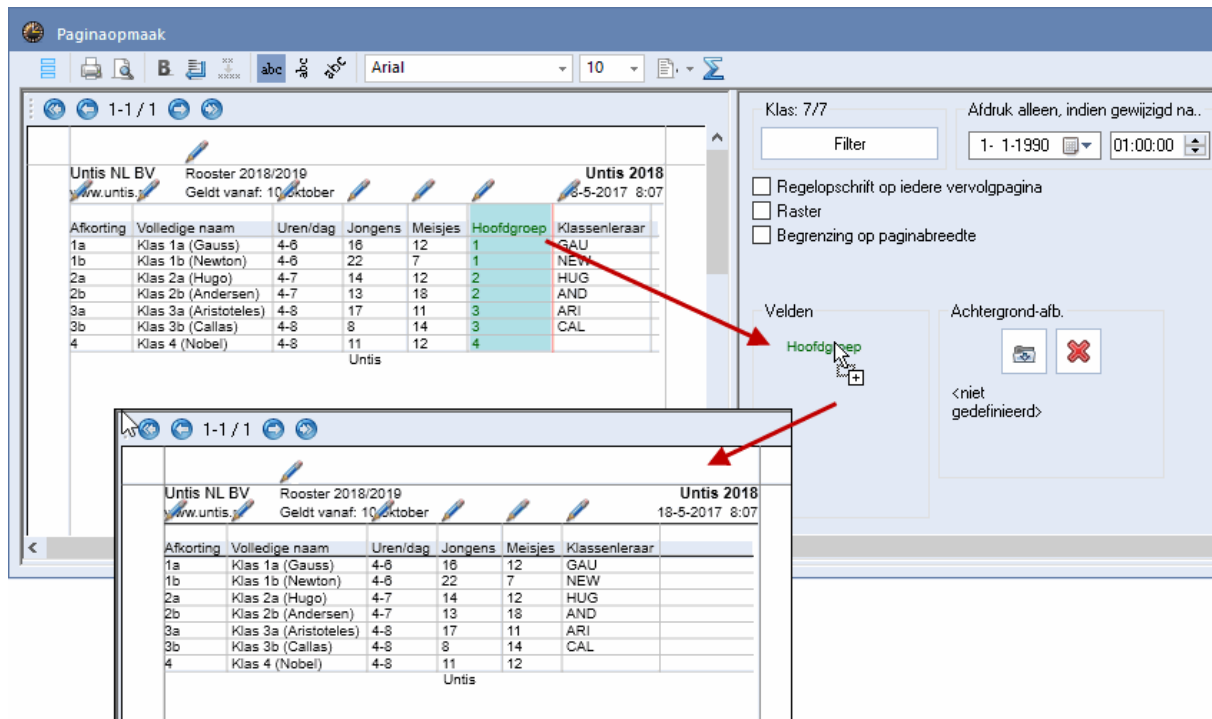 Paginaopmaak
B abc abc abc Arial 10
1-1 / 1
Untis NL BV Rooster 2018/2019 Untis 2018
Geldt vanaf: 10 oktober 8:07
Afkorting Volledige naam Uren/dag Jongens Meisjes Hoofdgroep Klassenleraar
1a Klas 1a (Gauss) 4-6 16 12 1 GAU
1b Klas 1b (Newton) 4-6 22 7 1 NEW
2a Klas 2a (Hugo) 4-7 14 12 2 HUG
2b Klas 2b (Andersen) 4-7 13 18 2 AND
3a Klas 3a (Aristoteles) 4-8 17 11 3 ARI
3b Klas 3b (Callas) 4-8 8 14 3 CAL
4 Klas 4 (Nobel) 4-8 11 12 4
Untis
Klas: 7/7
Filter
Afdruk alleen, indien gewijzigd na..
1- 1-1990 01:00:00
Regelopschrift op iedere vervolgpagina
Raster
Begrenzing op paginabreedte
Velden
Hoofdgroep
Achtergrond-afb.
<niet
gedefinieerd>
1-1 / 1
Untis NL BV Rooster 2018/2019 Untis 2018
Geldt vanaf: 10 oktober 18-5-2017 8:07
Afkorting Volledige naam Uren/dag Jongens Meisjes Klassenleraar
1a Klas 1a (Gauss) 4-6 16 12 GAU
1b Klas 1b (Newton) 4-6 22 7 NEW
2a Klas 2a (Hugo) 4-7 14 12 HUG
2b Klas 2b (Andersen) 4-7 13 18 AND
3a Klas 3a (Aristoteles) 4-8 17 11 ARI
3b Klas 3b (Callas) 4-8 8 14 CAL
4 Klas 4 (Nobel) 4-8 11 12
Untis